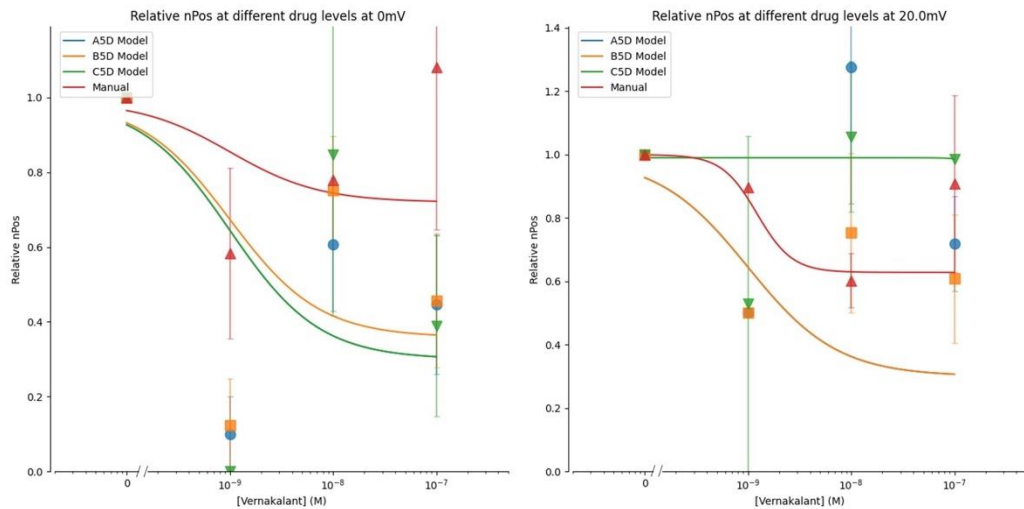 Relative nPos at different drug levels at 0mV
A5D Model
B5D Model
C5D Model
Manual
1.0
0.8
0.6
0.4
0.2
0.0
Relative nPos
0
10⁻⁹
10⁻⁸
10⁻⁷
[Vernakalant] (M)
Relative nPos at different drug levels at 20.0mV
A5D Model
B5D Model
C5D Model
Manual
1.4
1.2
1.0
0.8
0.6
0.4
0.2
0.0
Relative nPos
0
10⁻⁹
10⁻⁸
10⁻⁷
[Vernakalant] (M)